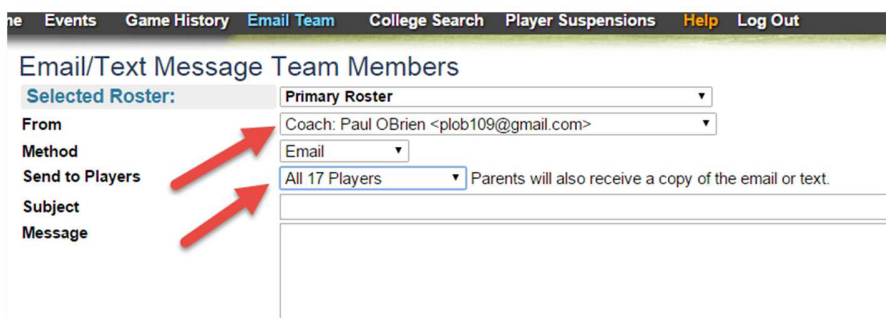 ne Events Game History Email Team College Search Player Suspensions Help Log Out
Email/Text Message Team Members
Selected Roster: Primary Roster
From Coach: Paul OBrien <plob109@gmail.com>
Method Email
Send to Players All 17 Players Parents will also receive a copy of the email or text.
Subject
Message